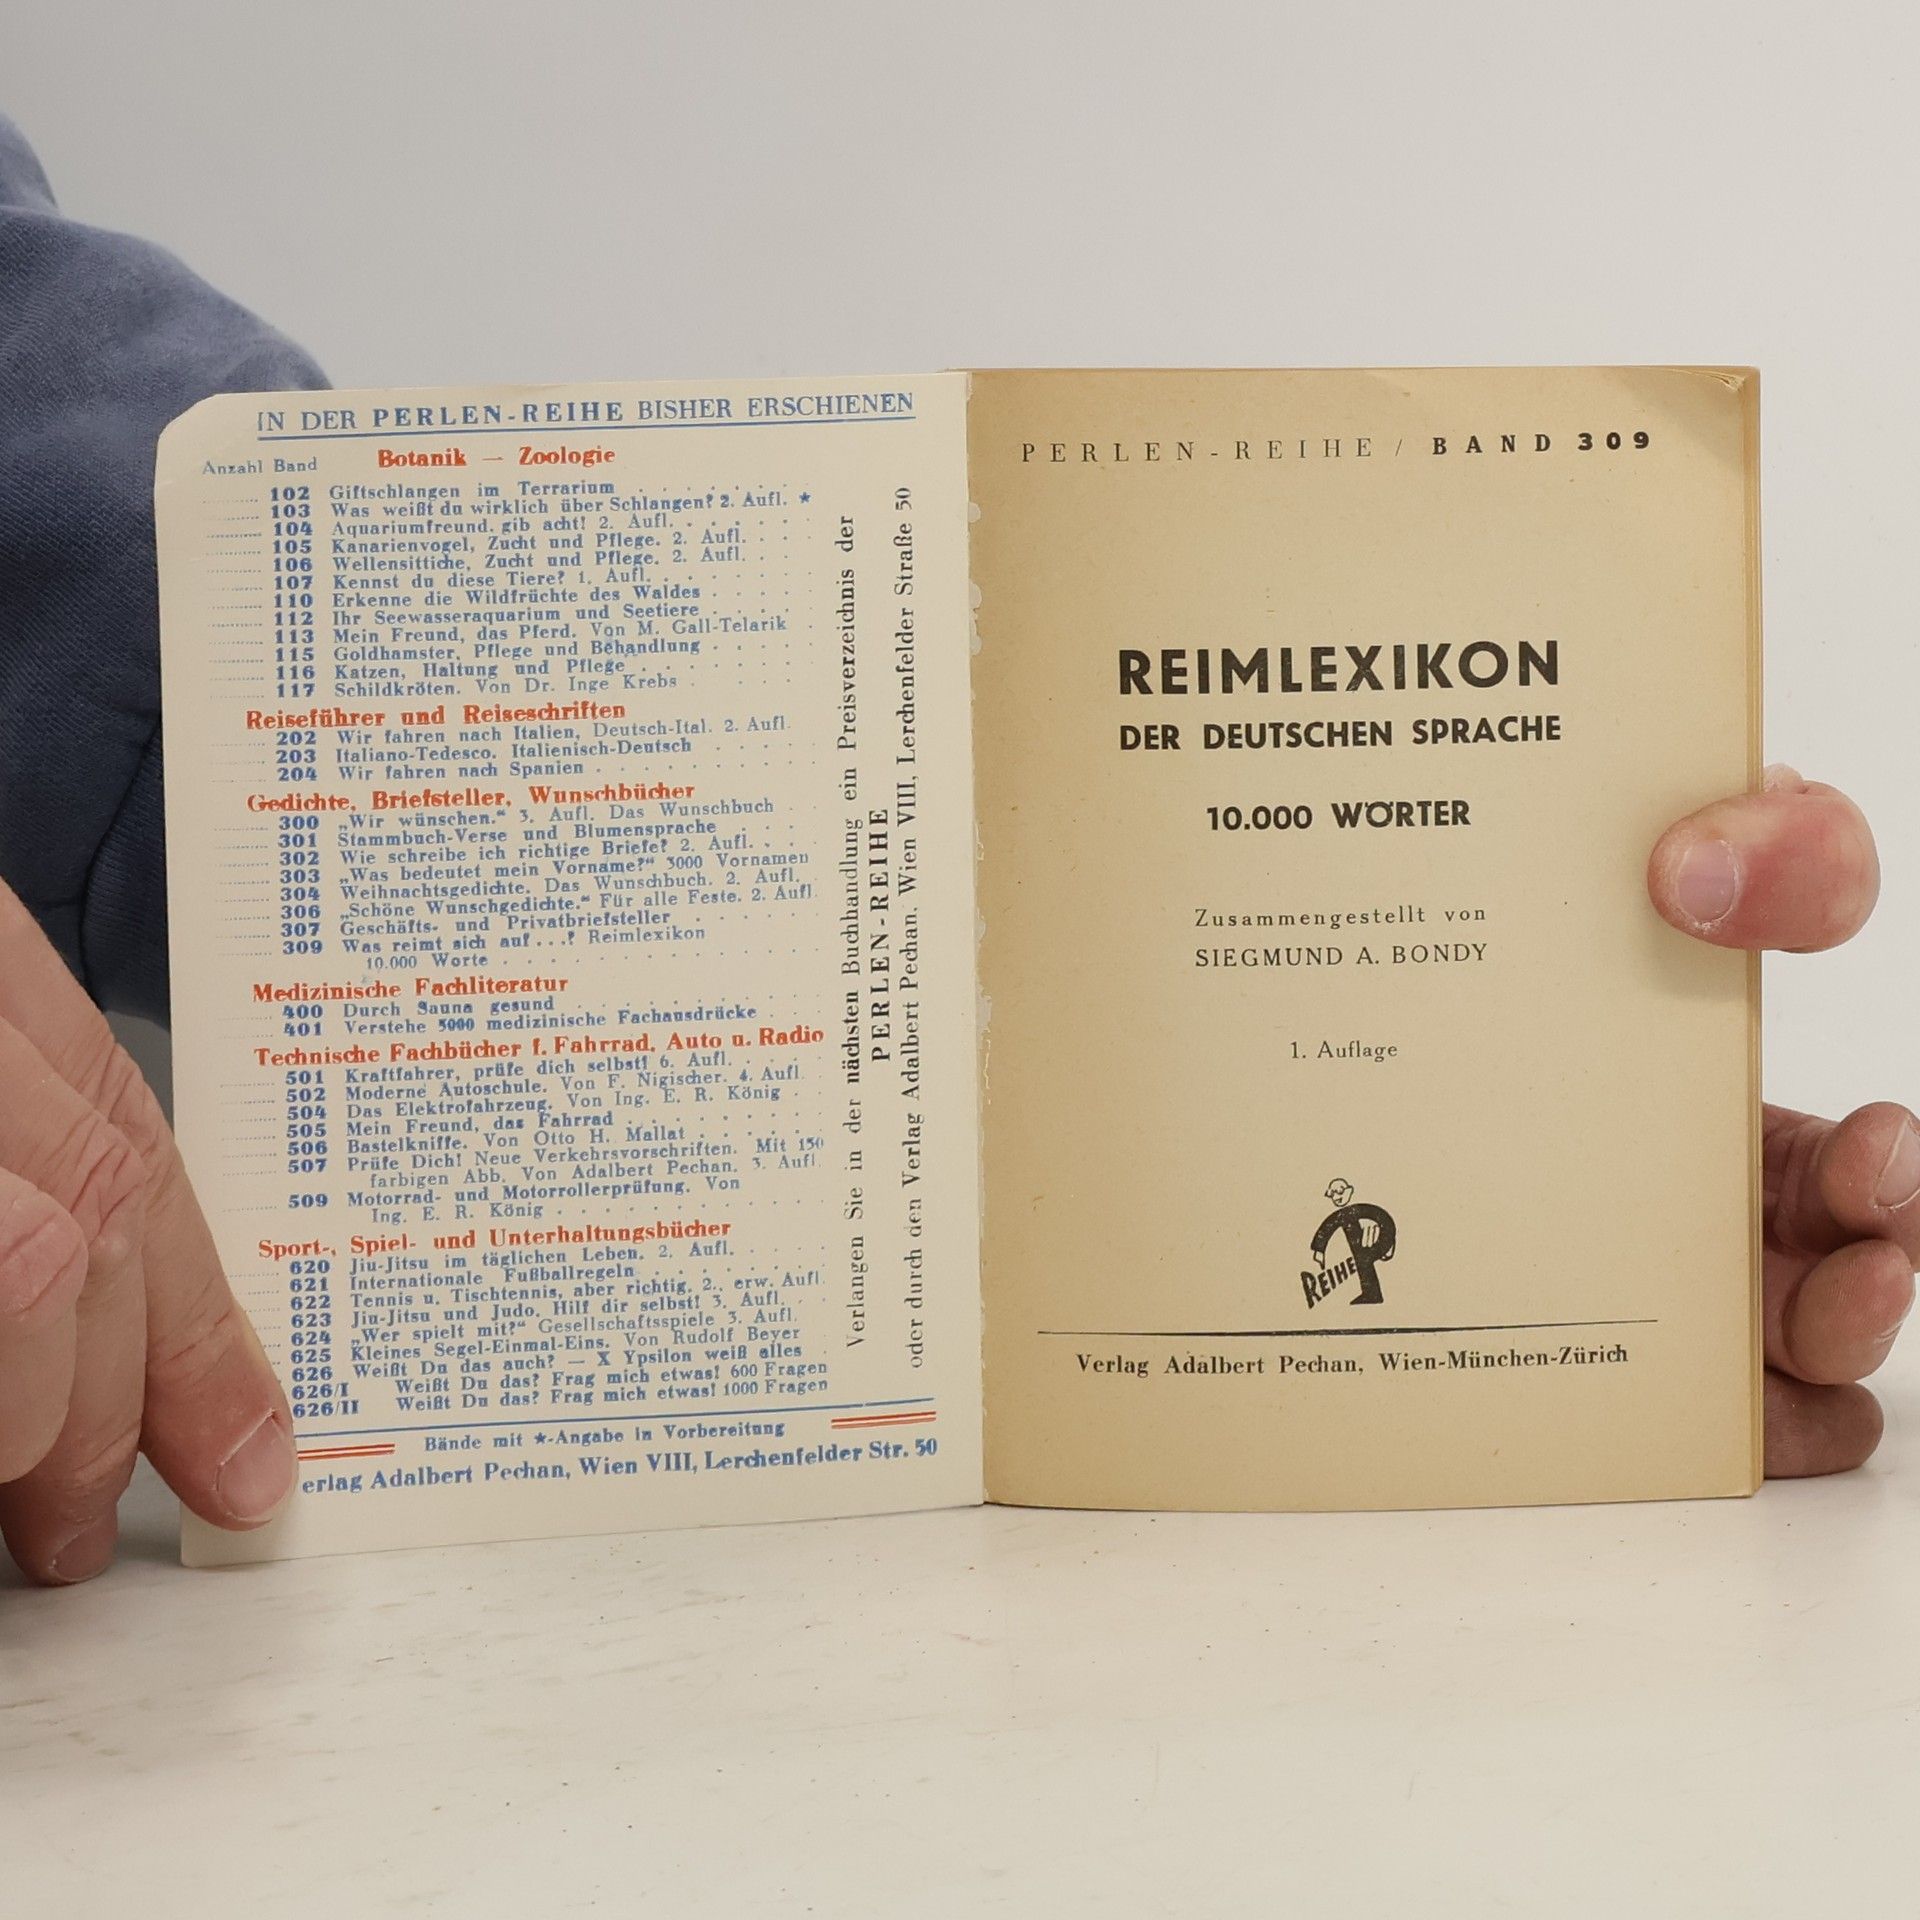 IN DER PERLEN-REIHE BISHER ERSCHIENEN
Anzahl Band Botanik — Zoologie
102 Giftschlangen im Terrarium
103 Was weißt du wirklich über Schlangen? 2. Aufl. ★
104 Aquariumfreund. gib acht! 2. Aufl.
105 Kanarienvogel, Zucht und Pflege. 2. Aufl.
106 Wellensittiche, Zucht und Pflege. 2. Aufl.
107 Kennst du diese Tiere? 1. Aufl.
110 Erkenne die Wildfrüchte des Waldes
112 Ihr Seewasseraquarium und Seetiere
113 Mein Freund, das Pferd. Von M. Gall-Telarik
115 Goldhamster, Pflege und Behandlung
116 Katzen, Haltung und Pflege
117 Schildkröten. Von Dr. Inge Krebs
Reiseführer und Reiseschriften
202 Wir fahren nach Italien, Deutsch-Ital. 2. Aufl.
203 Italiano-Tedesco. Italienisch-Deutsch
204 Wir fahren nach Spanien
Gedichte, Briefsteller, Wunschbücher
300 „Wir wünschen.“ 3. Aufl. Das Wunschbuch
301 Stammbuch-Verse und Blumensprache
302 Wie schreibe ich richtige Briefe? 2. Aufl.
303 „Was bedeutet mein Vorname?“ 3000 Vornamen
304 Weihnachtsgedichte. Das Wunschbuch. 2. Aufl.
306 „Schöne Wunschgedichte.“ Für alle Feste. 2. Aufl.
307 Geschäfts- und Privatbriefsteller
309 Was reimt sich auf...? Reimlexikon
10.000 Worte
Medizinische Fachliteratur
400 Durch Sauna gesund
401 Verstehe 5000 medizinische Fachausdrücke
Technische Fachbücher f. Fahrrad, Auto u. Radio
501 Kraftfahrer, prüfe dich selbst! 6. Aufl.
502 Moderne Autoschule. Von F. Nigischer. 4. Aufl.
504 Das Elektrofahrzeug. Von Ing. E. R. König
505 Mein Freund, das Fahrrad
506 Bastelkniffe. Von Otto H. Mallat
507 Prüfe Dich! Neue Verkehrsvorschriften. Mit 150
farbigen Abb. Von Adalbert Pechan. 3. Aufl.
509 Motorrad- und Motorrollerprüfung. Von
Ing. E. R. König
Sport-, Spiel- und Unterhaltungsbücher
620 Jiu-Jitsu im täglichen Leben. 2. Aufl.
621 Internationale Fußballregeln
622 Tennis u. Tischtennis, aber richtig. 2., erw. Aufl.
623 Jiu-Jitsu und Judo. Hilf dir selbst! 3. Aufl.
624 „Wer spielt mit?“ Gesellschaftsspiele 3. Aufl.
625 Kleines Segel-Einmal-Eins. Von Rudolf Beyer
626 Weißt Du das auch? — X Ypsilon weiß alles
626/I Weißt Du das? Frag mich etwas! 600 Fragen
626/II Weißt Du das? Frag mich etwas! 1000 Fragen
Bände mit ★-Angabe in Vorbereitung
erlag Adalbert Pechan, Wien VIII, Lerchenfelder Str. 50
Verlangen Sie in der nächsten Buchhandlung ein Preisverzeichnis der
PERLEN-REIHE
oder durch den Verlag Adalbert Pechan, Wien VIII, Lerchenfelder Straße 50
PERLEN-REIHE / BAND 309
REIMLEXIKON
DER DEUTSCHEN SPRACHE
10.000 WÖRTER
Zusammengestellt von
SIEGMUND A. BONDY
1. Auflage
REIHE P
Verlag Adalbert Pechan, Wien-München-Zürich